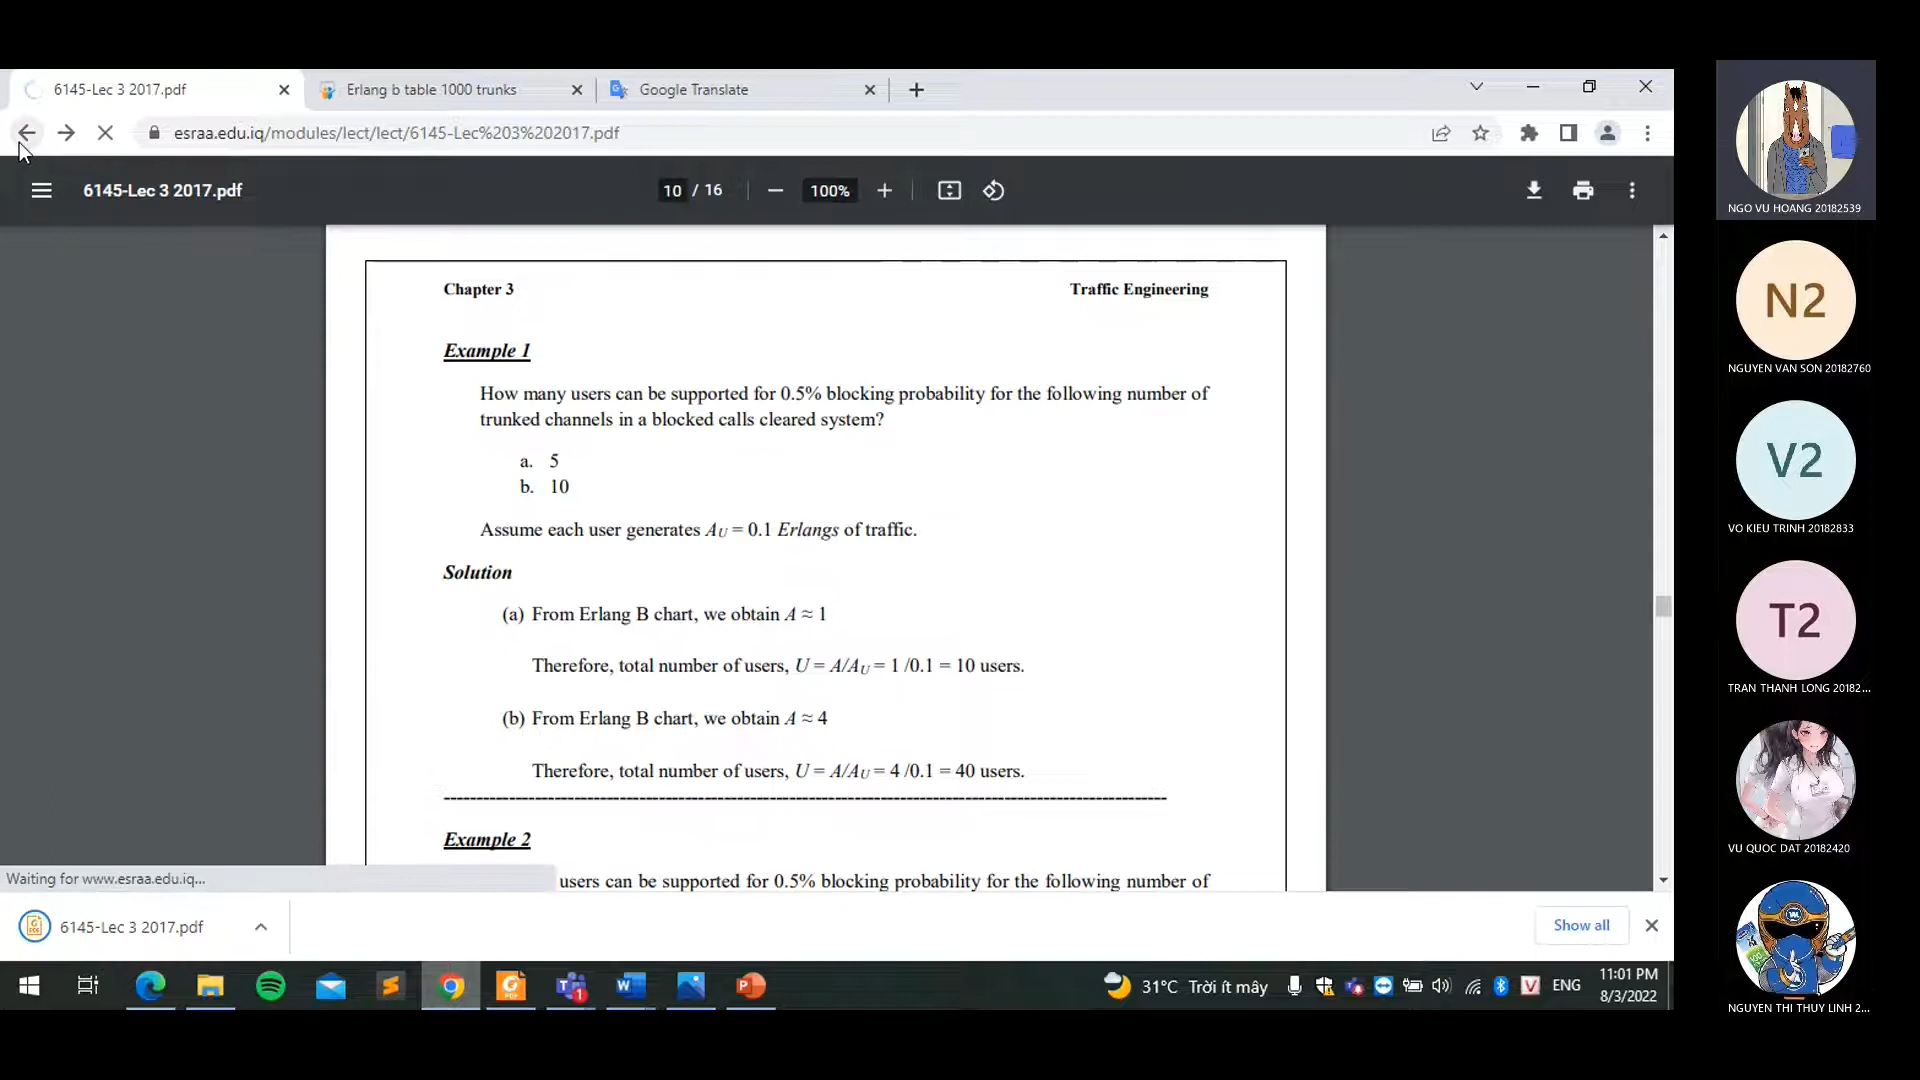 6145-Lec 3 2017.pdf
Erlang b table 1000 trunks
Google Translate
esraa.edu.iq/modules/lect/lect/6145-Lec%203%202017.pdf
6145-Lec 3 2017.pdf
10 / 16
100%
Chapter 3
Traffic Engineering
Example 1
How many users can be supported for 0.5% blocking probability for the following number of
trunked channels in a blocked calls cleared system?
a. 5
b. 10
Assume each user generates AU = 0.1 Erlangs of traffic.
Solution
(a) From Erlang B chart, we obtain A ≈ 1
Therefore, total number of users, U = A/AU = 1 /0.1 = 10 users.
(b) From Erlang B chart, we obtain A ≈ 4
Therefore, total number of users, U = A/AU = 4 /0.1 = 40 users.
Example 2
users can be supported for 0.5% blocking probability for the following number of
Waiting for www.esraa.edu.iq...
6145-Lec 3 2017.pdf
Show all
31°C Trời ít mây
ENG
11:01 PM
8/3/2022
NGO VU HOANG 20182539
N2
NGUYEN VAN SON 20182760
V2
VO KIEU TRINH 20182833
T2
TRAN THANH LONG 20182...
VU QUOC DAT 20182420
NGUYEN THI THUY LINH 2...